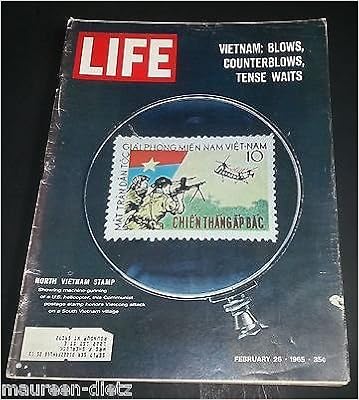 LIFE
VIETNAM: BLOWS,
COUNTERBLOWS,
TENSE WAITS
GIẢI PHÓNG MIỀN NAM VIỆT-NAM
10
MẶT TRẬN DÂN TỘC
CHIẾN THẮNG ẤP BẮC
NORTH VIETNAM STAMP
Showing machine-gunning
of a U.S. helicopter, this Communist
postage stamp honors Vietcong attack
on a South Vietnam village
FEBRUARY 26 · 1965 · 35¢
maureen-dietz